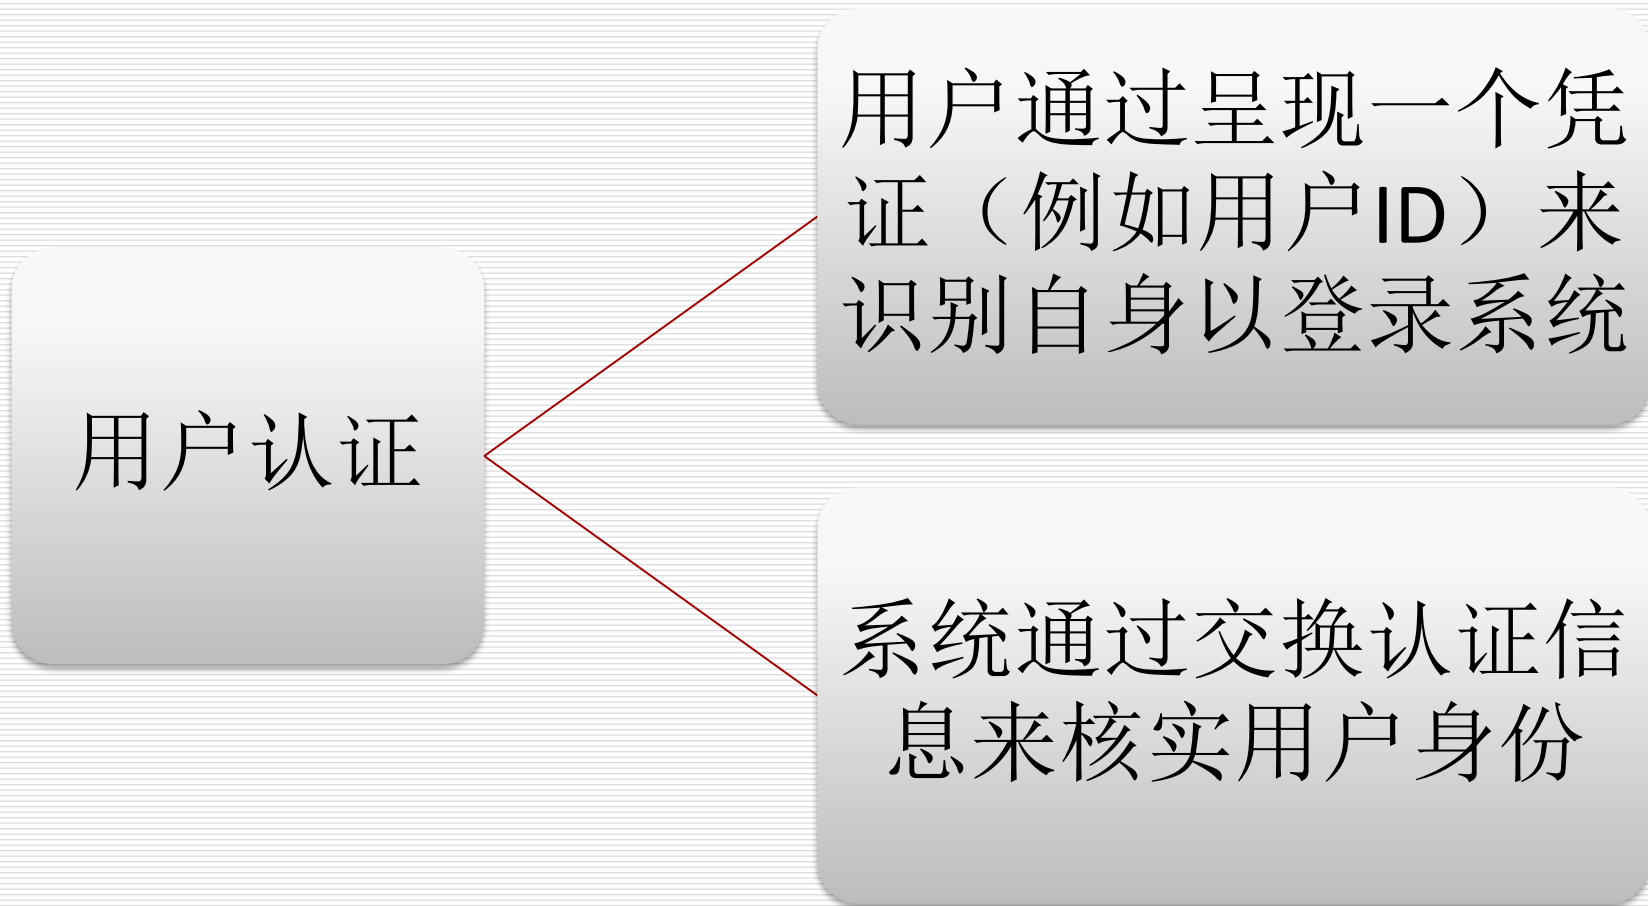 用户认证
用户通过呈现一个凭
证（例如用户ID）来
识别自身以登录系统
系统通过交换认证信
息来核实用户身份